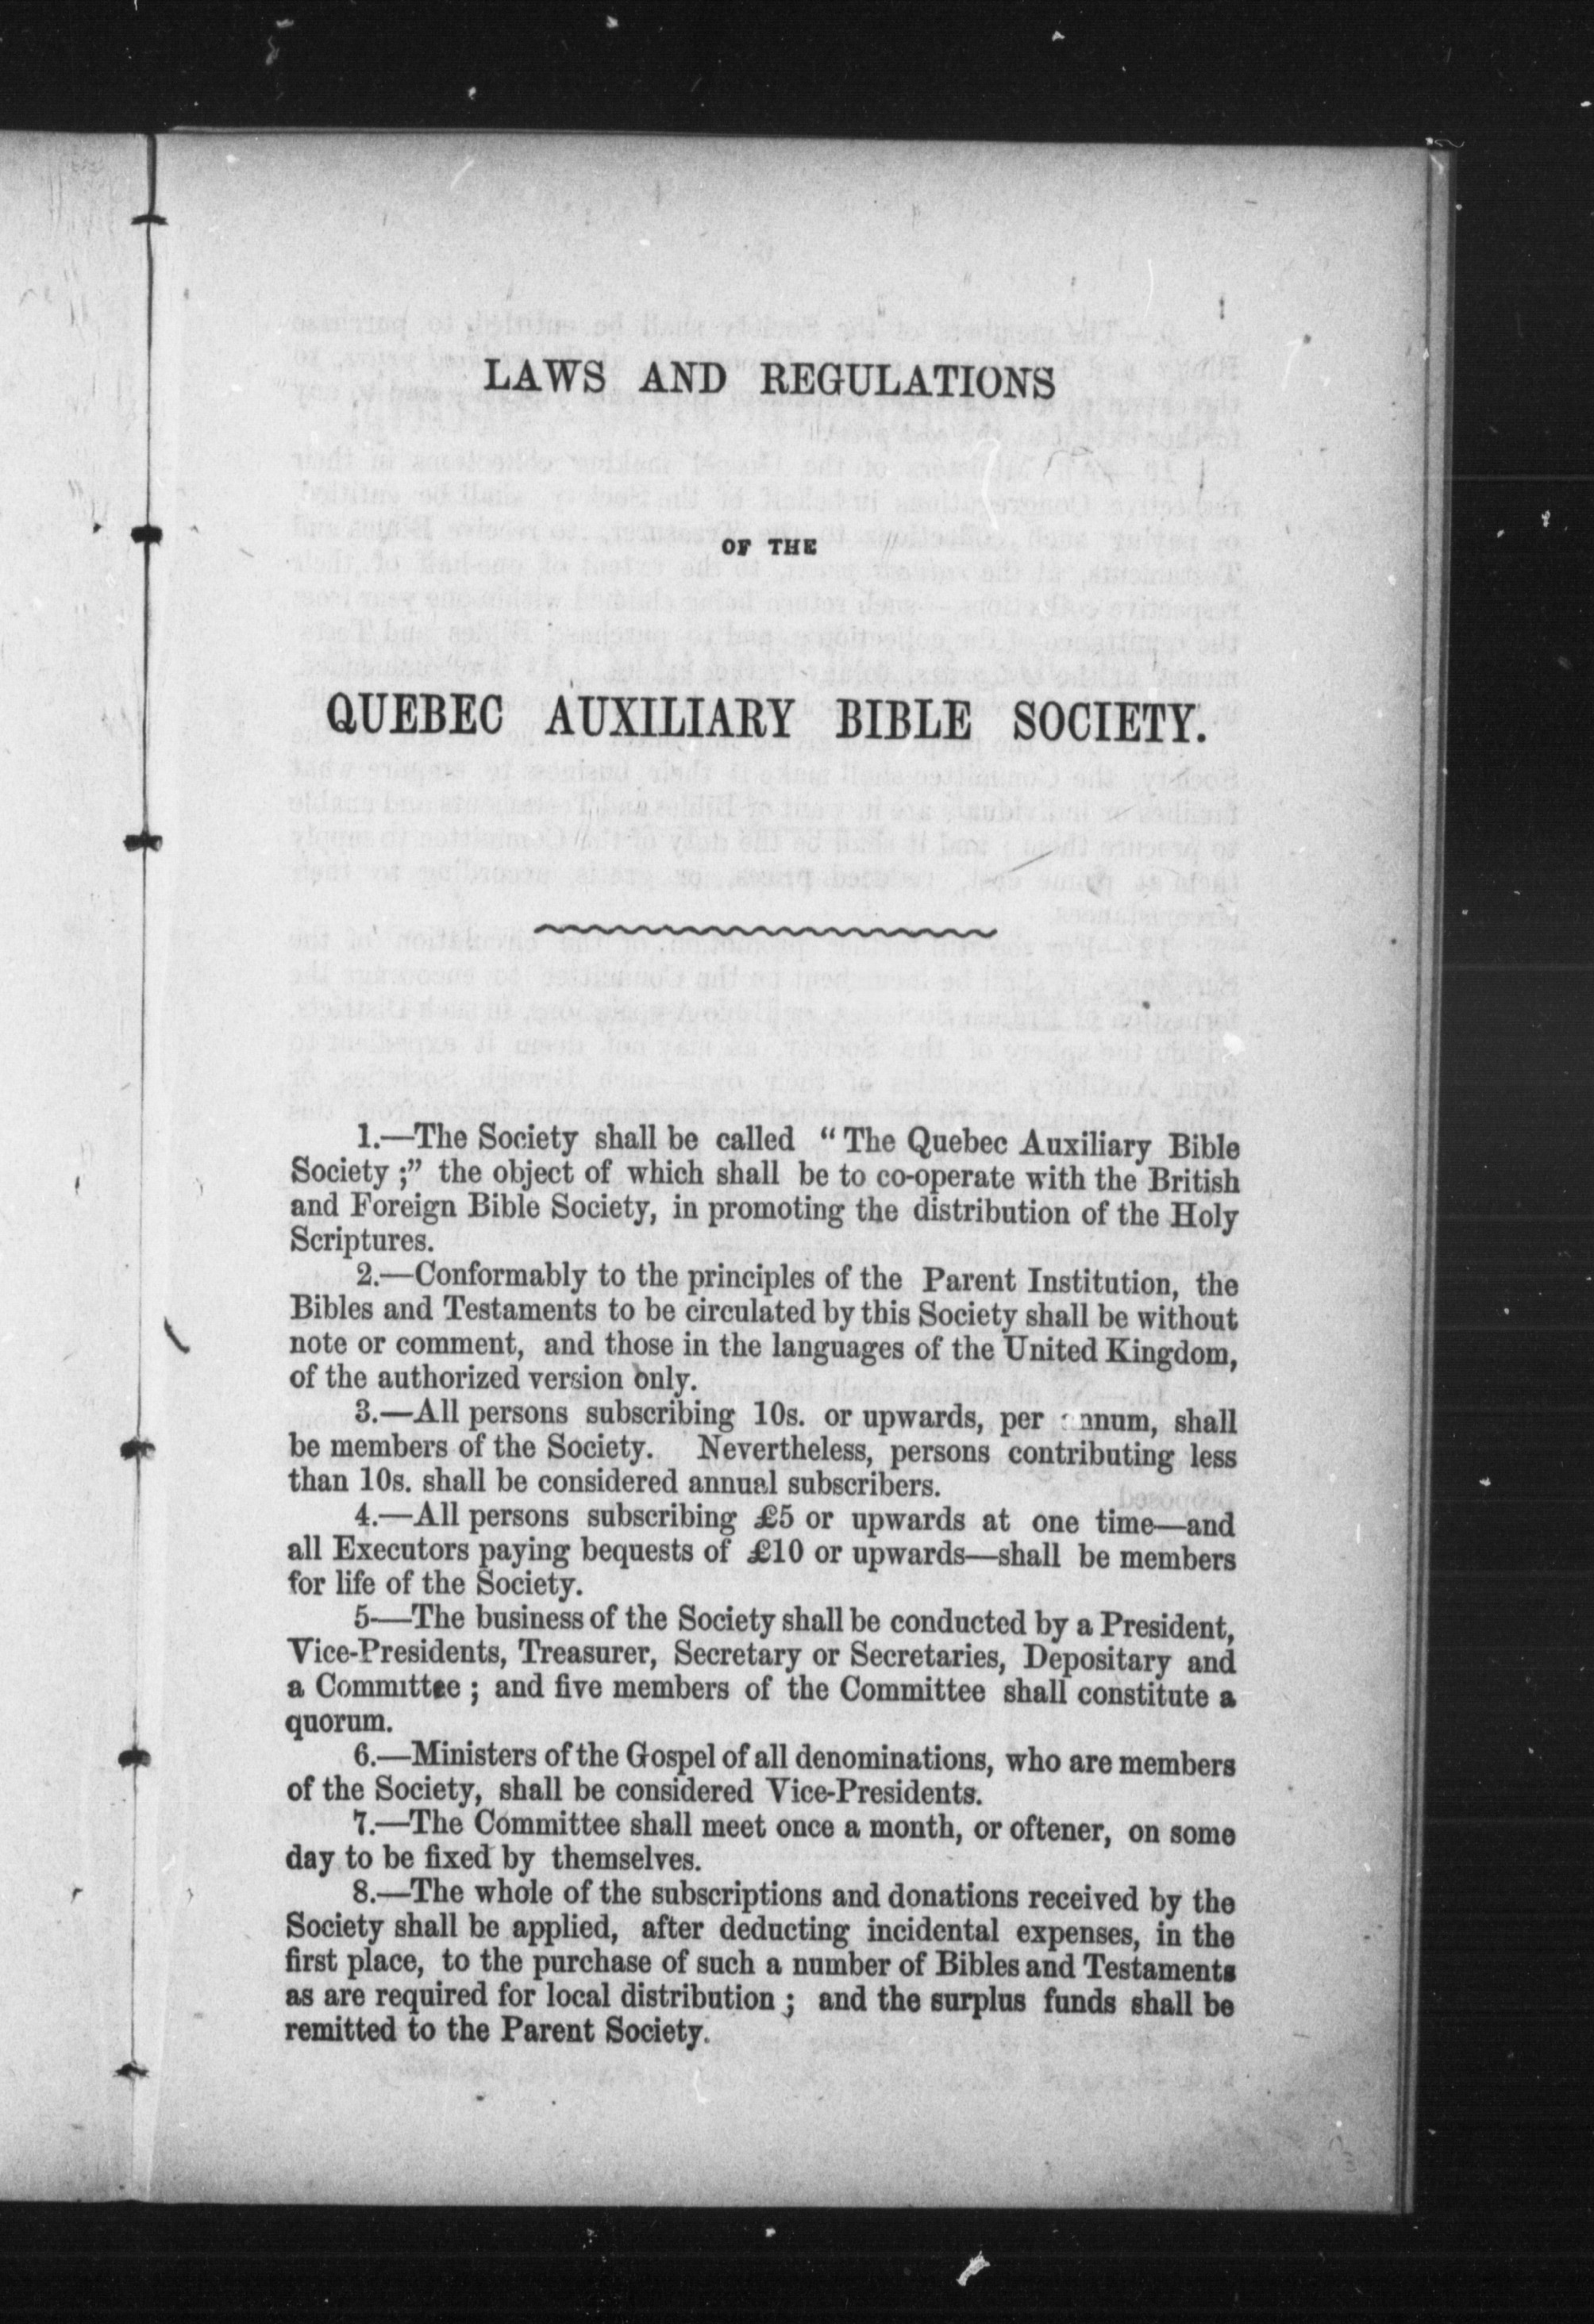 LAWS AND REGULATIONS
OF THE
QUEBEC AUXILIARY BIBLE SOCIETY.
1.—The Society shall be called "The Quebec Auxiliary Bible
Society ;" the object of which shall be to co-operate with the British
and Foreign Bible Society, in promoting the distribution of the Holy
Scriptures.
2.—Conformably to the principles of the Parent Institution, the
Bibles and Testaments to be circulated by this Society shall be without
note or comment, and those in the languages of the United Kingdom,
of the authorized version only.
3.—All persons subscribing 10s. or upwards, per annum, shall
be members of the Society. Nevertheless, persons contributing less
than 10s. shall be considered annual subscribers.
4.—All persons subscribing £5 or upwards at one time—and
all Executors paying bequests of £10 or upwards—shall be members
for life of the Society.
5—The business of the Society shall be conducted by a President,
Vice-Presidents, Treasurer, Secretary or Secretaries, Depositary and
a Committee ; and five members of the Committee shall constitute a
quorum.
6.—Ministers of the Gospel of all denominations, who are members
of the Society, shall be considered Vice-Presidents.
7.—The Committee shall meet once a month, or oftener, on some
day to be fixed by themselves.
8.—The whole of the subscriptions and donations received by the
Society shall be applied, after deducting incidental expenses, in the
first place, to the purchase of such a number of Bibles and Testaments
as are required for local distribution ; and the surplus funds shall be
remitted to the Parent Society.